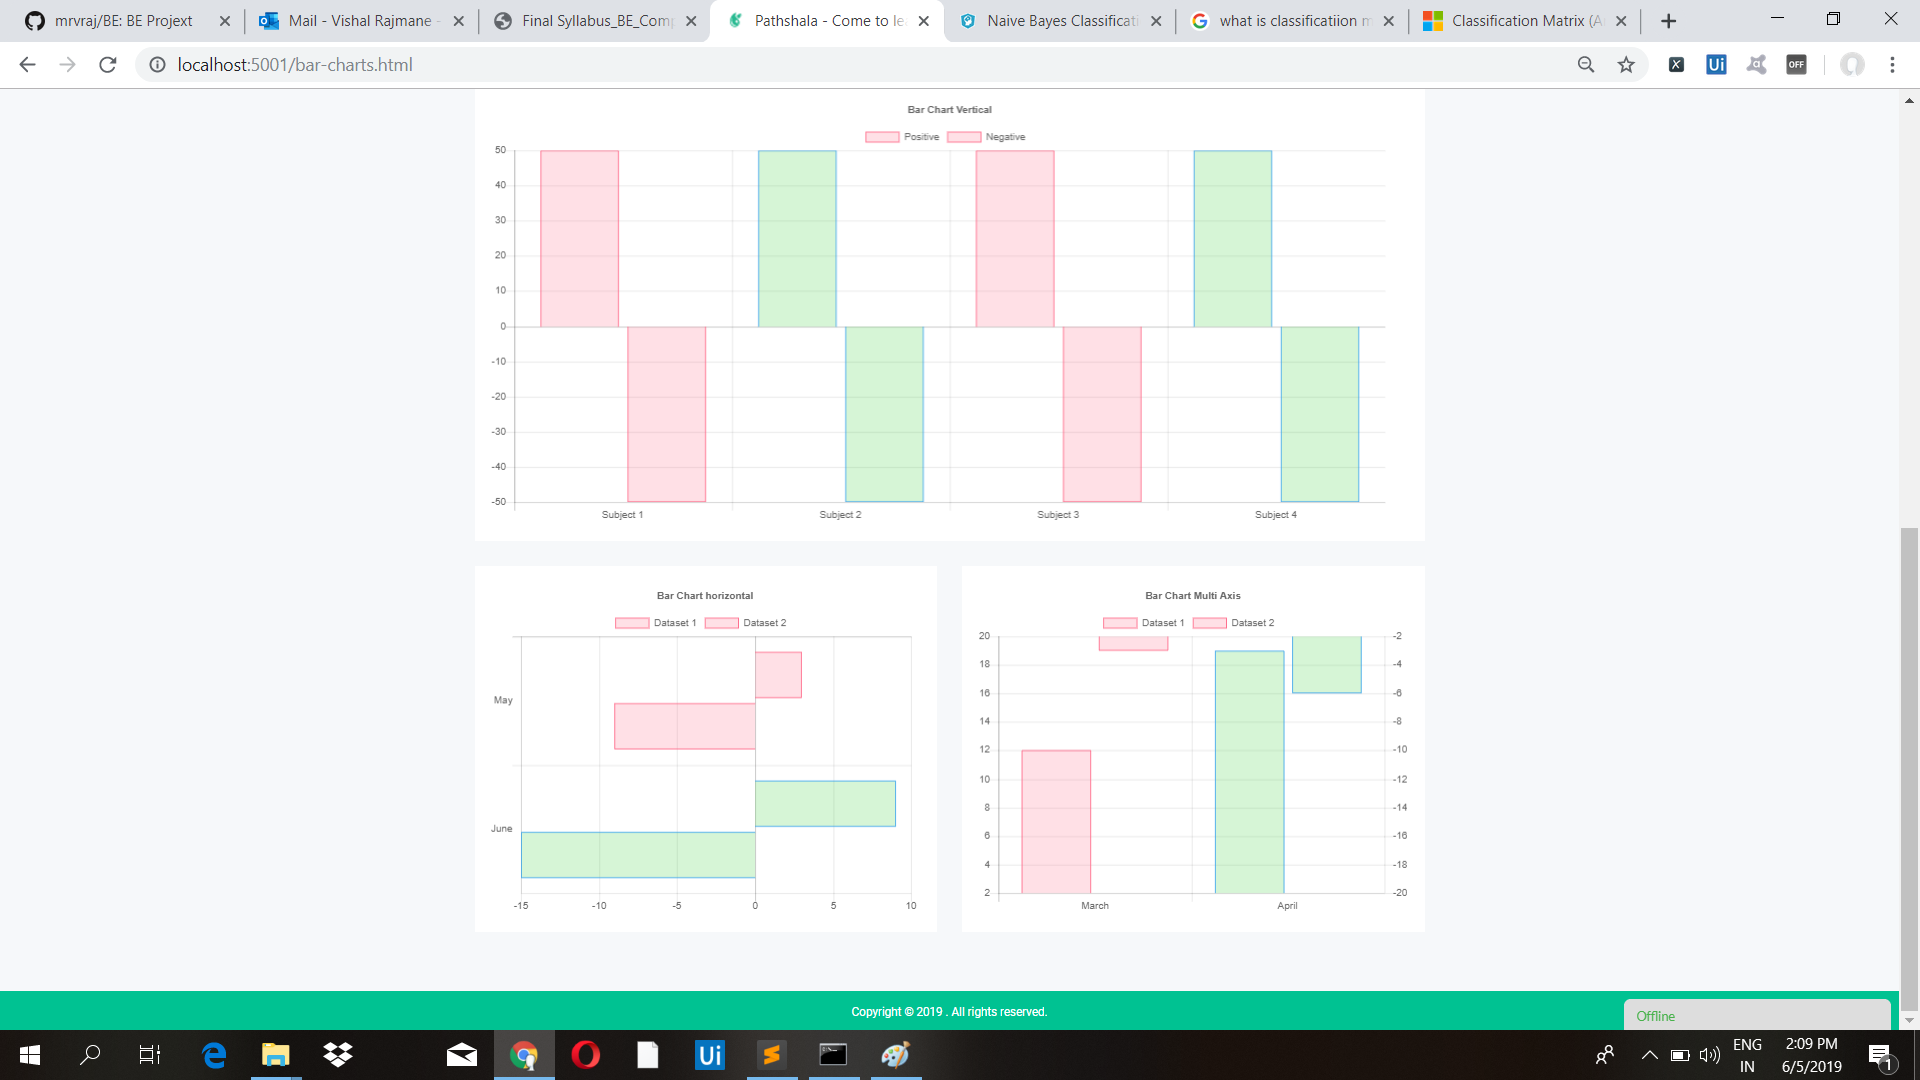 mrvraj/BE: BE Projext
Mail - Vishal Rajmane -
Final Syllabus_BE_Comp
Pathshala - Come to le
Naive Bayes Classificati
what is classificatiion m
Classification Matrix (A
localhost:5001/bar-charts.html
Ui
OFF
Bar Chart Vertical
Positive Negative
50
40
30
20
10
0
-10
-20
-30
-40
-50
Subject 1 Subject 2 Subject 3 Subject 4
Bar Chart horizontal
Dataset 1 Dataset 2
May
June
-15 -10 -5 0 5 10
Bar Chart Multi Axis
Dataset 1 Dataset 2
20 -2
18 -4
16 -6
14 -8
12 -10
10 -12
8 -14
6 -16
4 -18
2 -20
March April
Copyright © 2019 . All rights reserved.
Offline
Ui
ENG
IN
2:09 PM
6/5/2019
1